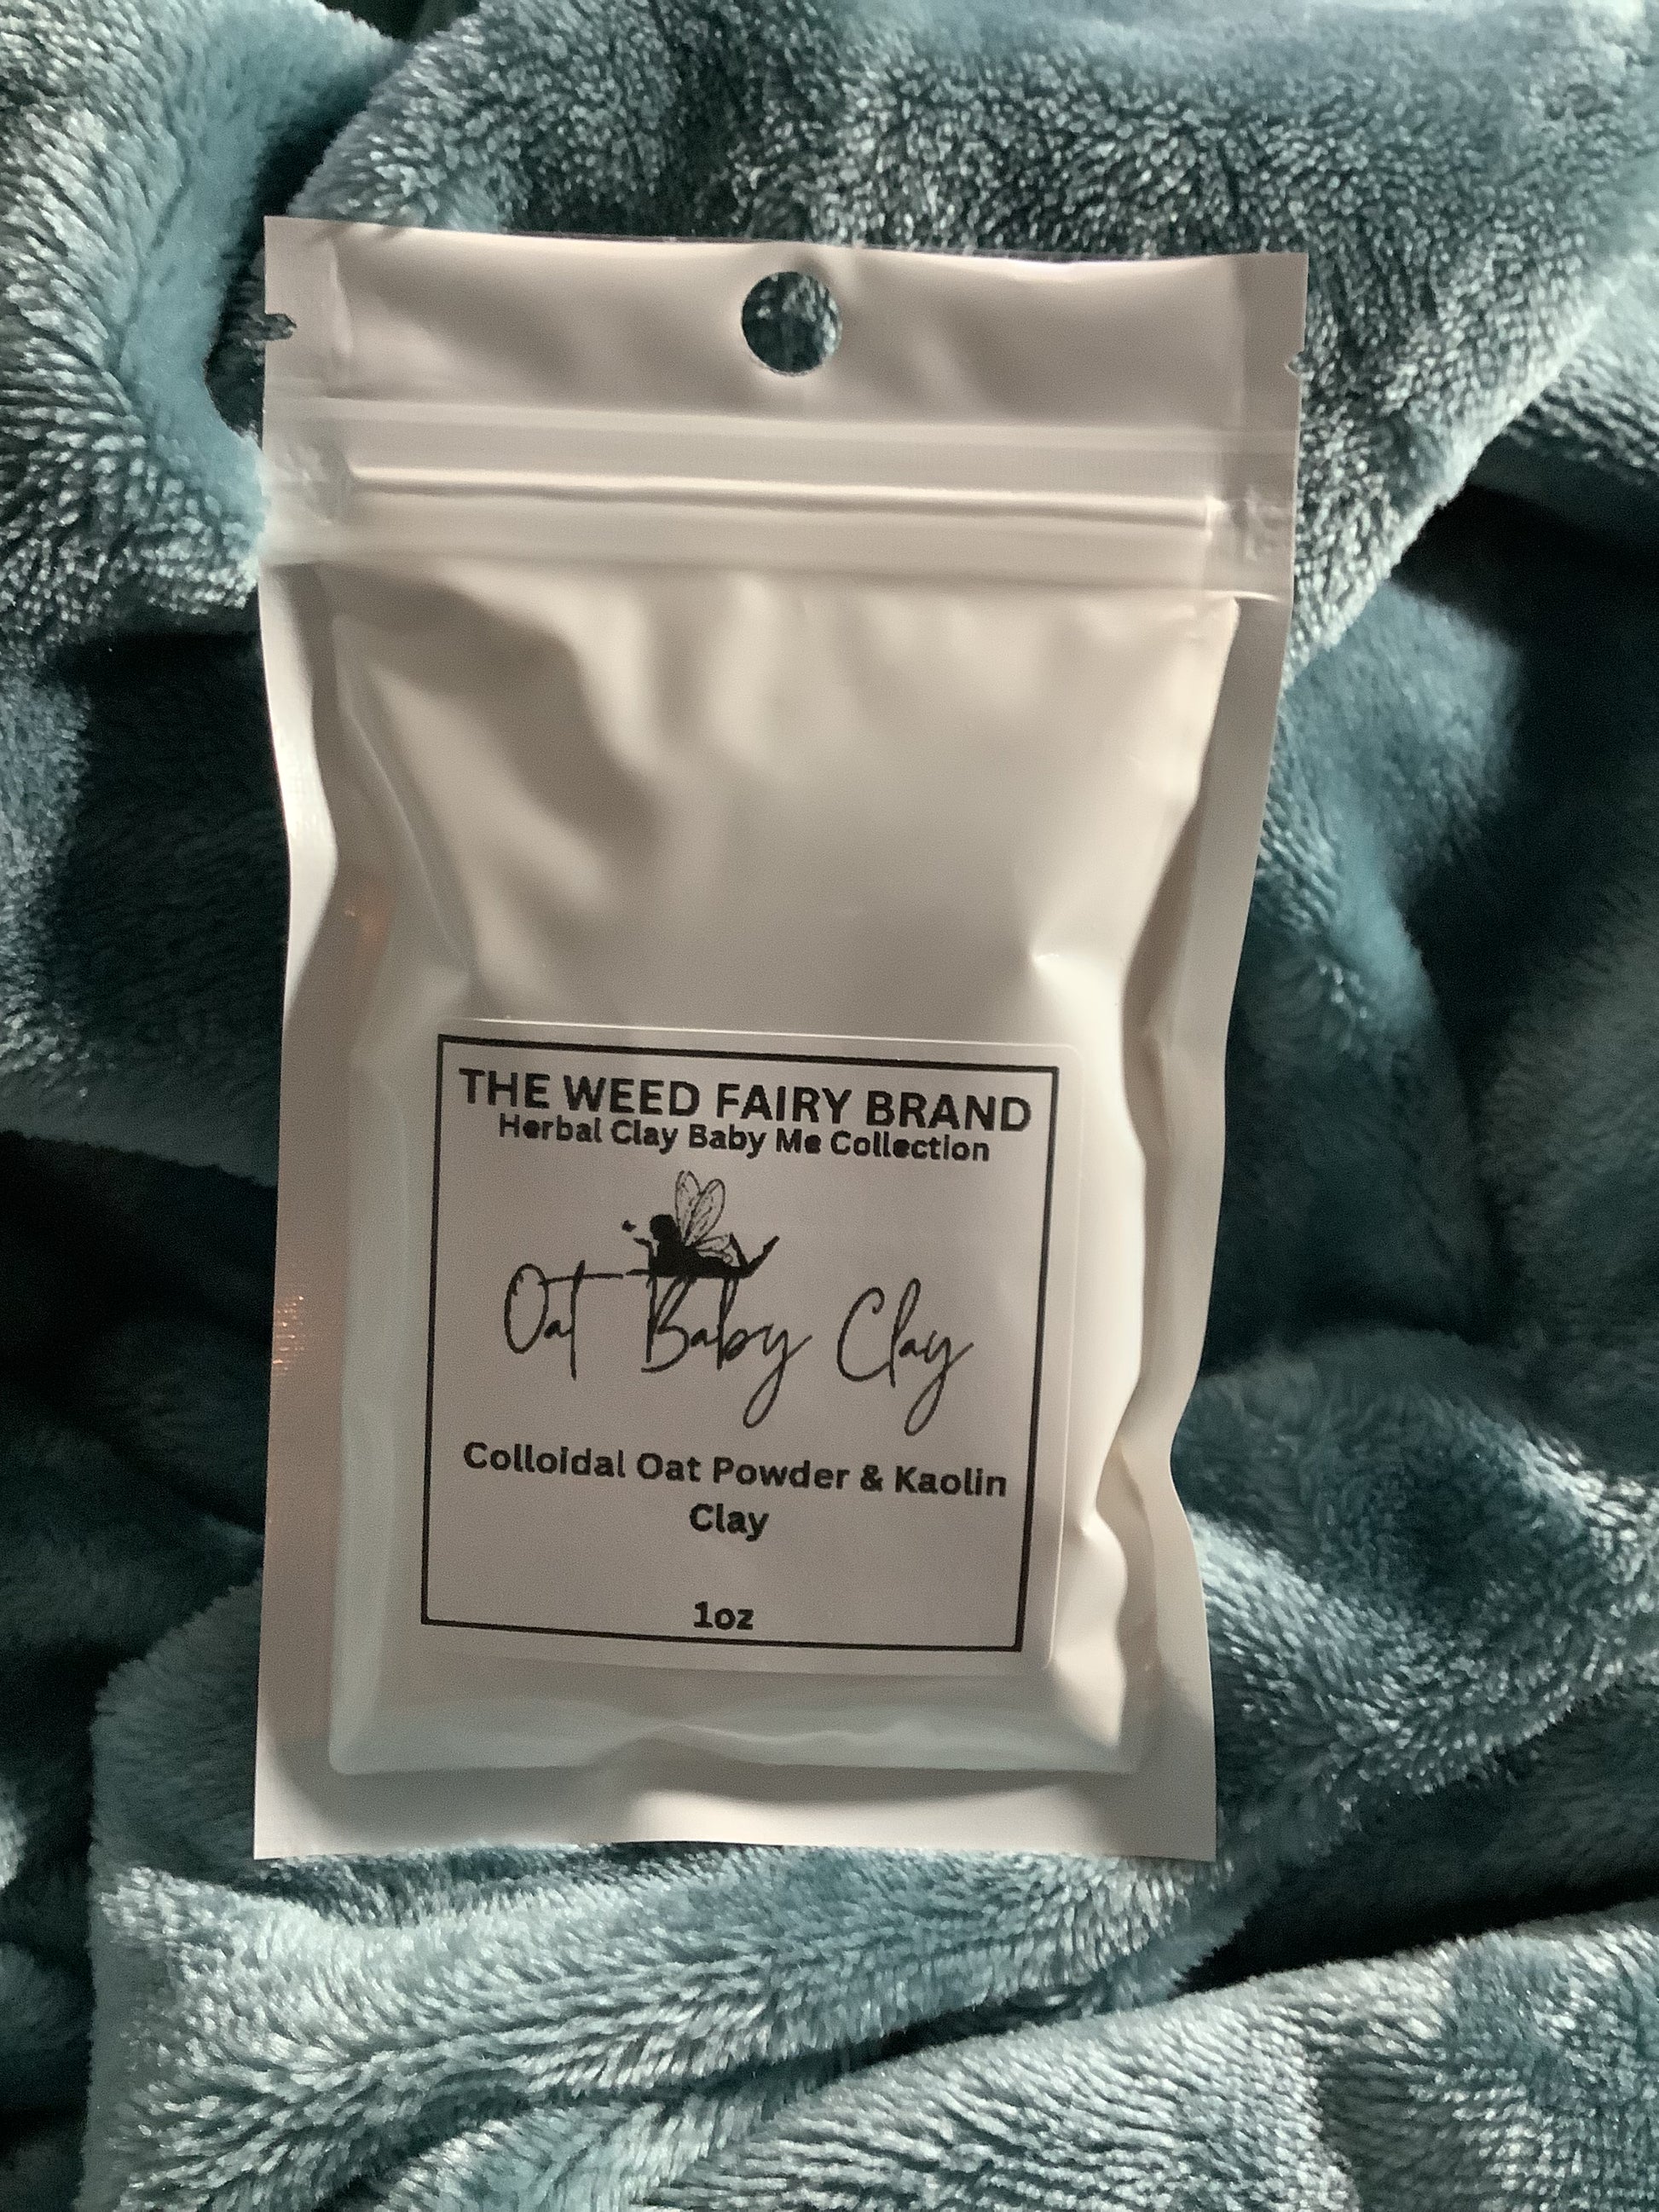 THE WEED FAIRY BRAND
Herbal Clay Baby Me Collection
Oat Baby Clay
Colloidal Oat Powder & Kaolin
Clay
1oz